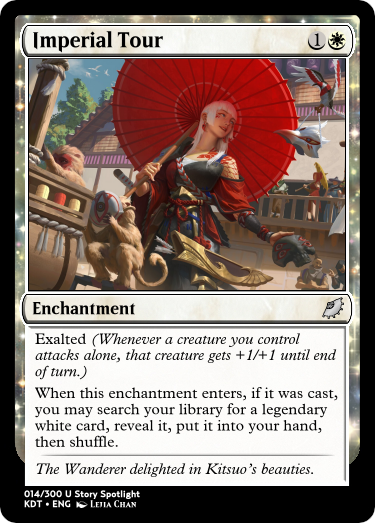 Imperial Tour 1
Enchantment
Exalted (Whenever a creature you control
attacks alone, that creature gets +1/+1 until end
of turn.)
When this enchantment enters, if it was cast,
you may search your library for a legendary
white card, reveal it, put it into your hand,
then shuffle.
The Wanderer delighted in Kitsuo's beauties.
014/300 U Story Spotlight
KDT • ENG Lejia Chan